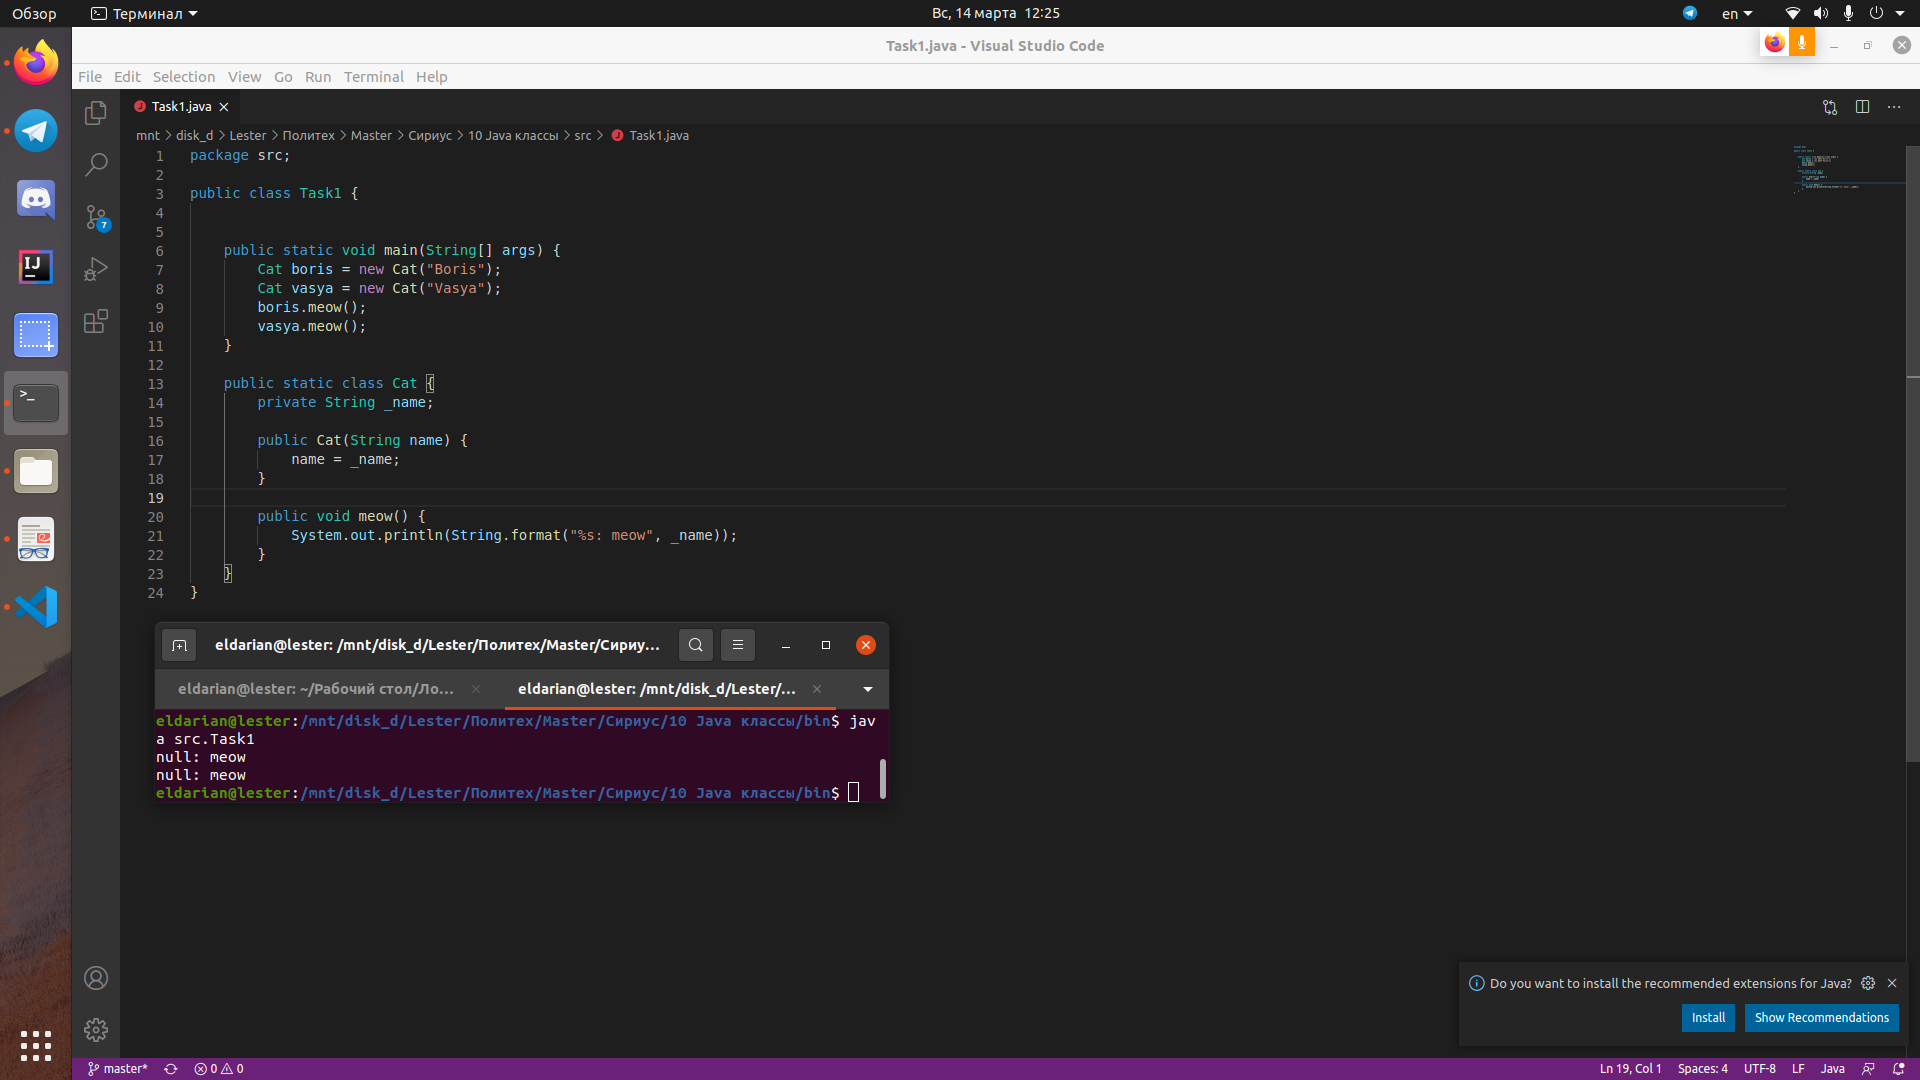 Обзор
Терминал
Вс, 14 марта 12:25
en
Task1.java - Visual Studio Code
File Edit Selection View Go Run Terminal Help
Task1.java
mnt > disk_d > Lester > Политех > Master > Сириус > 10 Java классы > src > Task1.java
1 package src;
2
3 public class Task1 {
4
5
6 public static void main(String[] args) {
7 Cat boris = new Cat("Boris");
8 Cat vasya = new Cat("Vasya");
9 boris.meow();
10 vasya.meow();
11 }
12
13 public static class Cat {
14 private String _name;
15
16 public Cat(String name) {
17 name = _name;
18 }
19
20 public void meow() {
21 System.out.println(String.format("%s: meow", _name));
22 }
23 }
24 }
7
IJ
eldarian@lester: /mnt/disk_d/Lester/Политех/Master/Сириу...
eldarian@lester: ~/Рабочий стол/Ло...
eldarian@lester: /mnt/disk_d/Lester/...
eldarian@lester:/mnt/disk_d/Lester/Политех/Master/Сириус/10 Java классы/bin$ jav
a src.Task1
null: meow
null: meow
eldarian@lester:/mnt/disk_d/Lester/Политех/Master/Сириус/10 Java классы/bin$
Do you want to install the recommended extensions for Java?
Install
Show Recommendations
master*
0 0
Ln 19, Col 1
Spaces: 4
UTF-8
LF
Java